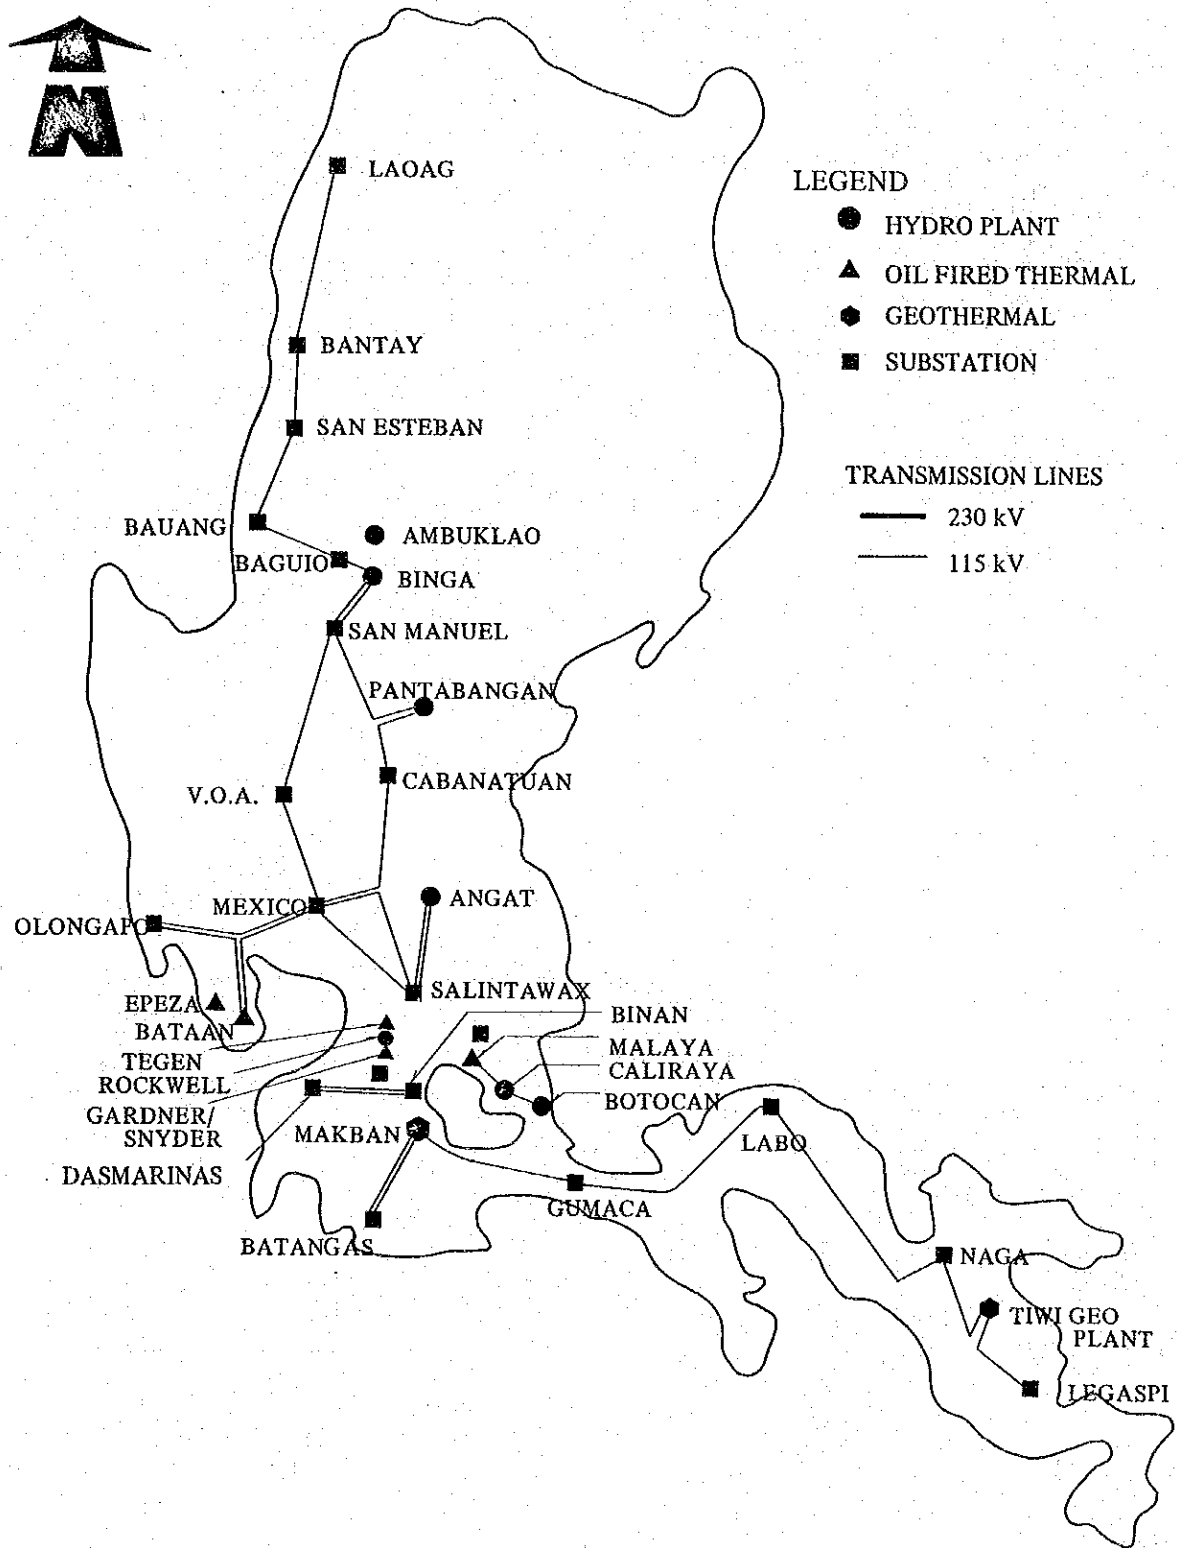 N
LAOAG
LEGEND
HYDRO PLANT
OIL FIRED THERMAL
GEOTHERMAL
SUBSTATION
BANTAY
SAN ESTEBAN
TRANSMISSION LINES
230 kV
115 kV
BAUANG
AMBUKLAO
BAGUIO
BINGA
SAN MANUEL
PANTABANGAN
CABANATUAN
V.O.A.
MEXICO
ANGAT
OLONGAPO
SALINTAWAX
EPEZA
BATAAN
BINAN
TEGEN
MALAYA
ROCKWELL
CALIRAYA
GARDNER/
SNYDER
BOTOCAN
MAKBAN
LABO
DASMARINAS
GUMACA
BATANGAS
NAGA
TIWI GEO
PLANT
LEGASPI